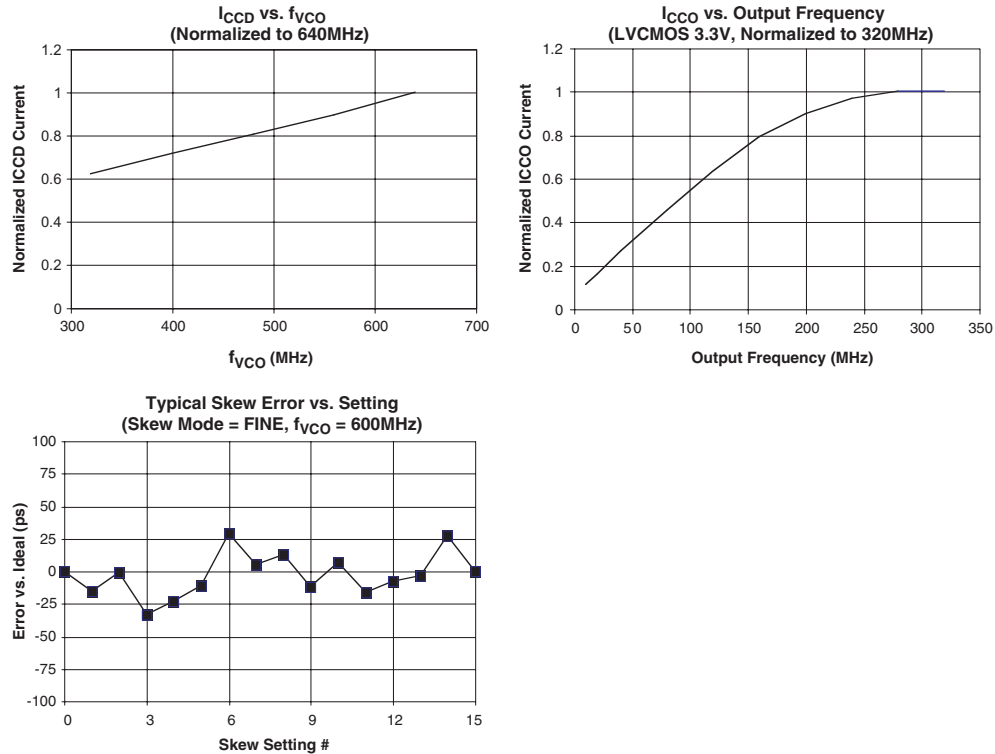 ICCD vs. fVCO
(Normalized to 640MHz)
Normalized ICCD Current
1.2
1
0.8
0.6
0.4
0.2
0
300 400 500 600 700
fVCO (MHz)
ICCO vs. Output Frequency
(LVCMOS 3.3V, Normalized to 320MHz)
Normalized ICCO Current
1.2
1
0.8
0.6
0.4
0.2
0
0 50 100 150 200 250 300 350
Output Frequency (MHz)
Typical Skew Error vs. Setting
(Skew Mode = FINE, fVCO = 600MHz)
Error vs. Ideal (ps)
100
75
50
25
0
-25
-50
-75
-100
0 3 6 9 12 15
Skew Setting #